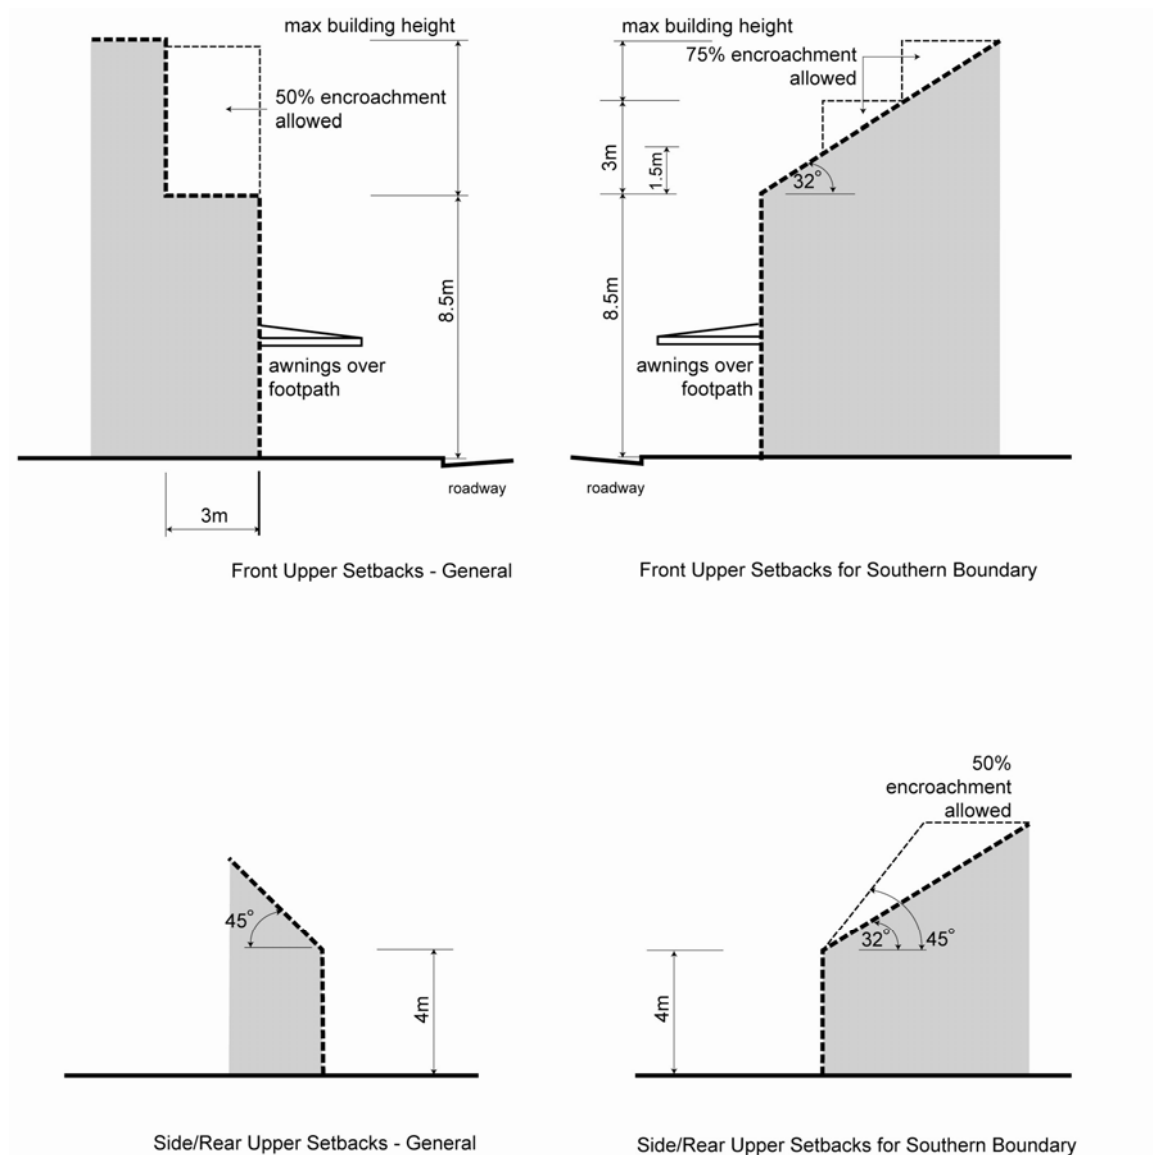 max building height
50% encroachment
allowed
8.5m
awnings over
footpath
roadway
3m
Front Upper Setbacks - General
max building height
75% encroachment
allowed
3m
1.5m
32°
8.5m
awnings over
footpath
roadway
Front Upper Setbacks for Southern Boundary
45°
4m
Side/Rear Upper Setbacks - General
50%
encroachment
allowed
32°
45°
4m
Side/Rear Upper Setbacks for Southern Boundary